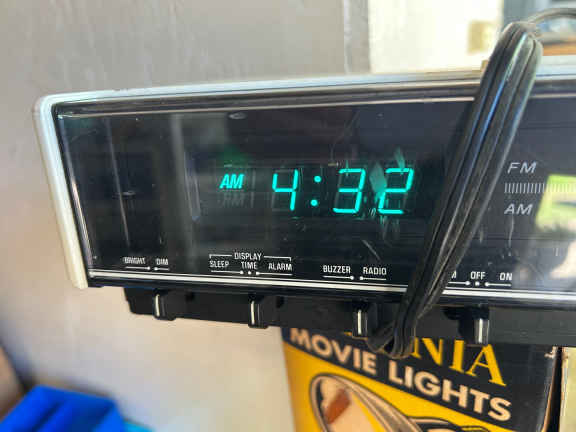 AM 4:32
FM
AM
BRIGHT DIM
DISPLAY
SLEEP TIME ALARM
BUZZER RADIO
OFF ON
MOVIE LIGHTS